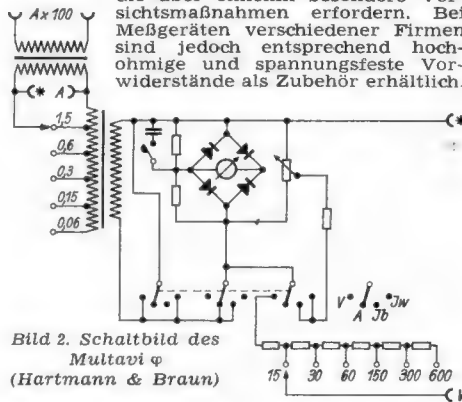 sichtsmaßnahmen erfordern. Bei
Meßgeräten verschiedener Firmen
sind jedoch entsprechend hoch-
ohmige und spannungsfeste Vor-
widerstände als Zubehör erhältlich.
A x 100
* A
1,5
0,6
0,3
0,15
0,06
*
V A Jb Jw
15 30 60 150 300 600
V
Bild 2. Schaltbild des
Multavi φ
(Hartmann & Braun)